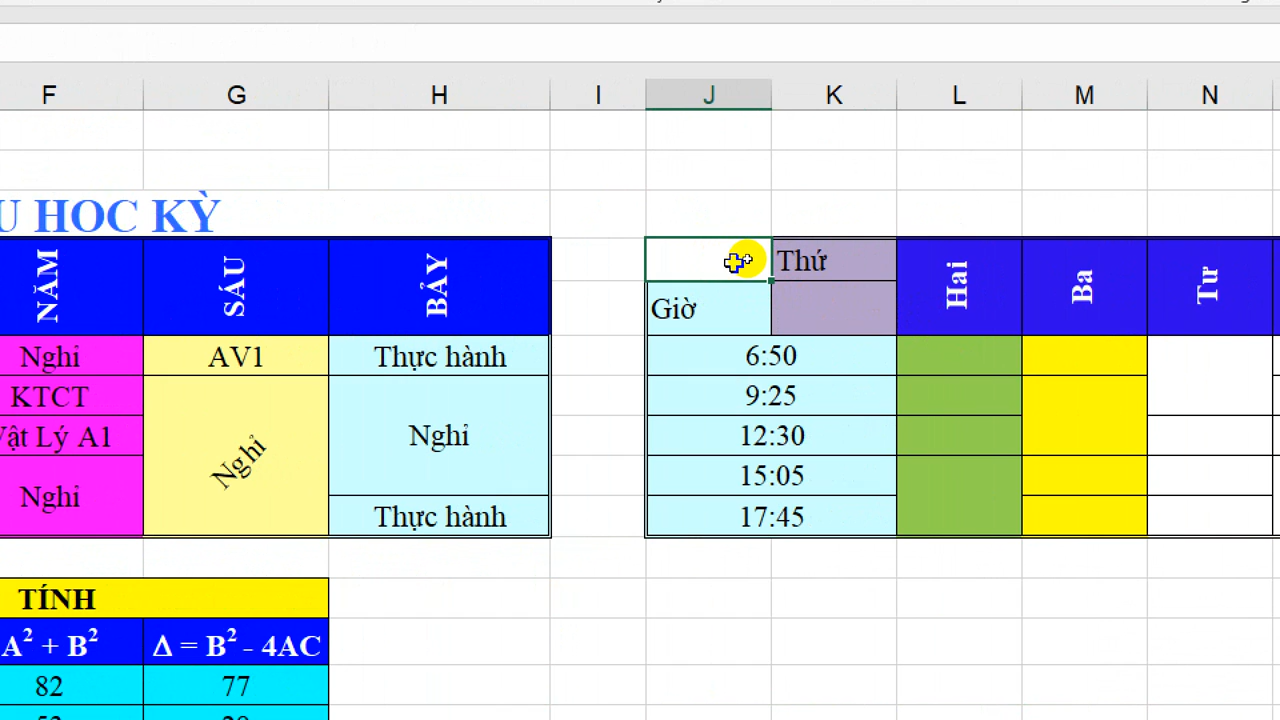 F G H I J K L M N
U HOC KỲ
NĂM SÁU BẢY Thứ Hai Ba Tư
Giờ
Nghỉ AV1 Thực hành 6:50
KTCT Nghỉ Nghỉ 9:25
Vật Lý A1 12:30
Nghỉ 15:05
Thực hành 17:45
TÍNH
A² + B² Δ = B² - 4AC
82 77